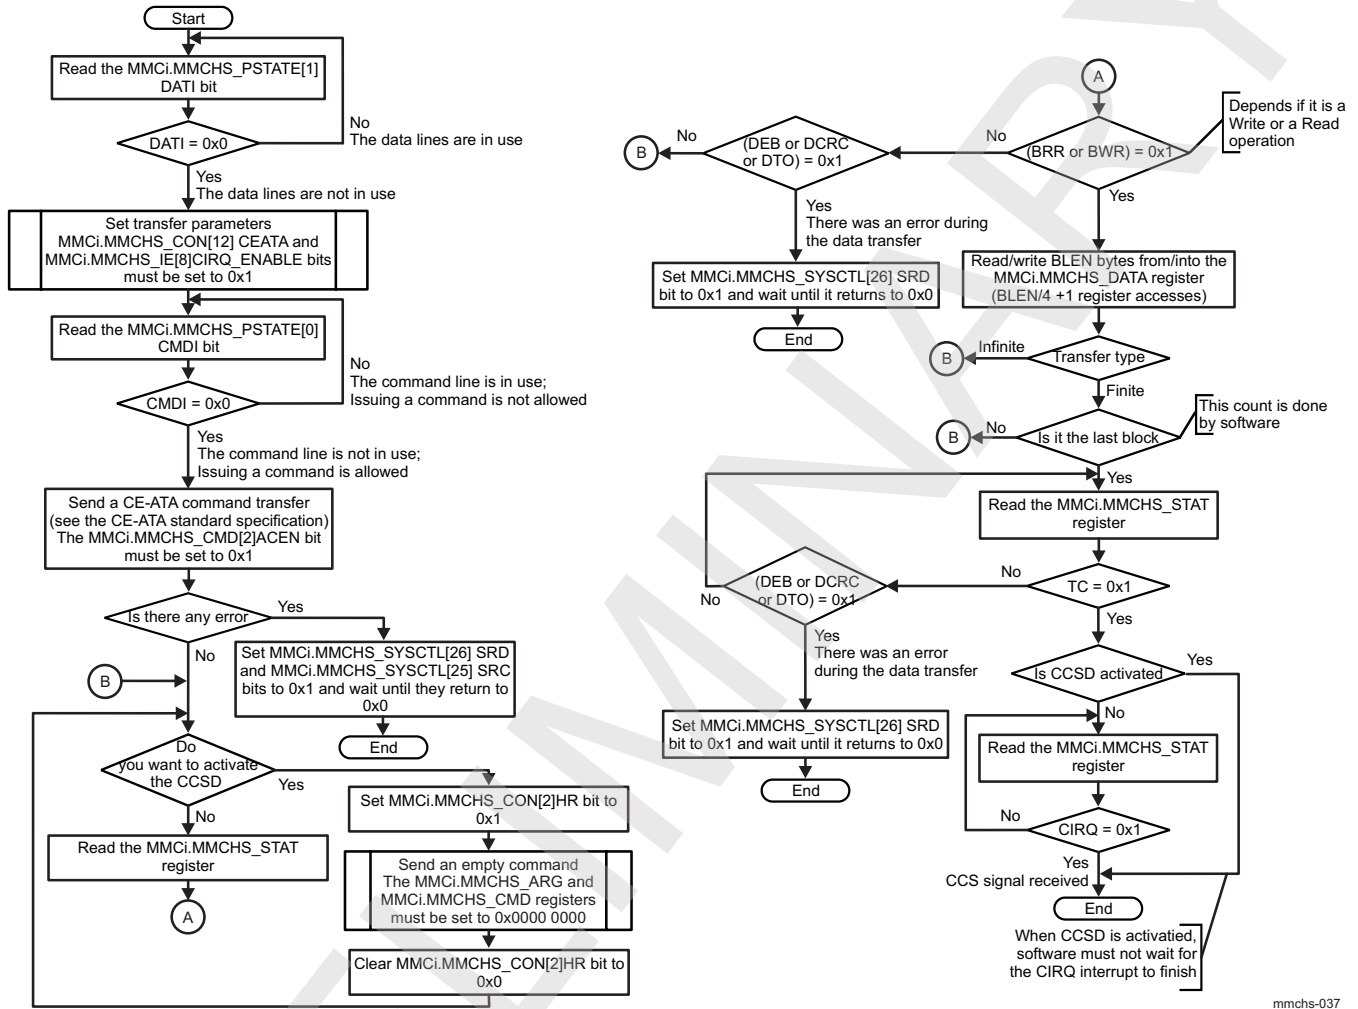 Start
Read the MMCi.MMCHS_PSTATE[1]
DATI bit
No
The data lines are in use
DATI = 0x0
Yes
The data lines are not in use
Set transfer parameters
MMCi.MMCHS_CON[12] CEATA and
MMCi.MMCHS_IE[8]CIRQ_ENABLE bits
must be set to 0x1
Read the MMCi.MMCHS_PSTATE[0]
CMDI bit
No
The command line is in use;
Issuing a command is not allowed
CMDI = 0x0
Yes
The command line is not in use;
Issuing a command is allowed
Send a CE-ATA command transfer
(see the CE-ATA standard specification)
The MMCi.MMCHS_CMD[2]ACEN bit
must be set to 0x1
Is there any error
Yes
Set MMCi.MMCHS_SYSCTL[26] SRD
and MMCi.MMCHS_SYSCTL[25] SRC
bits to 0x1 and wait until they return to
0x0
End
No
B
Do
you want to activate
the CCSD
Yes
Set MMCi.MMCHS_CON[2]HR bit to
0x1
Send an empty command
The MMCi.MMCHS_ARG and
MMCi.MMCHS_CMD registers
must be set to 0x0000 0000
Clear MMCi.MMCHS_CON[2]HR bit to
0x0
No
Read the MMCi.MMCHS_STAT
register
A
A
Depends if it is a
Write or a Read
operation
(BRR or BWR) = 0x1
No
(DEB or DCRC
or DTO) = 0x1
No
B
Yes
There was an error during
the data transfer
Set MMCi.MMCHS_SYSCTL[26] SRD
bit to 0x1 and wait until it returns to 0x0
End
Yes
Read/write BLEN bytes from/into the
MMCi.MMCHS_DATA register
(BLEN/4 +1 register accesses)
Transfer type
Infinite
B
Finite
This count is done
by software
Is it the last block
No
B
Yes
Read the MMCi.MMCHS_STAT
register
TC = 0x1
No
(DEB or DCRC
or DTO) = 0x1
No
Yes
There was an error
during the data transfer
Set MMCi.MMCHS_SYSCTL[26] SRD
bit to 0x1 and wait until it returns to 0x0
End
Yes
Is CCSD activated
Yes
No
Read the MMCi.MMCHS_STAT
register
CIRQ = 0x1
No
Yes
CCS signal received
End
When CCSD is activatied,
software must not wait for
the CIRQ interrupt to finish
mmchs-037